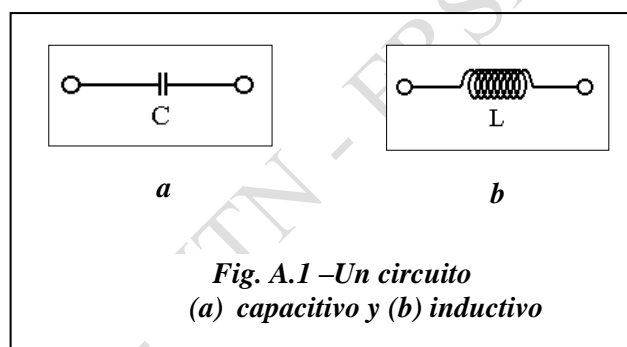 C
L
a
b
Fig. A.1 –Un circuito
(a) capacitivo y (b) inductivo